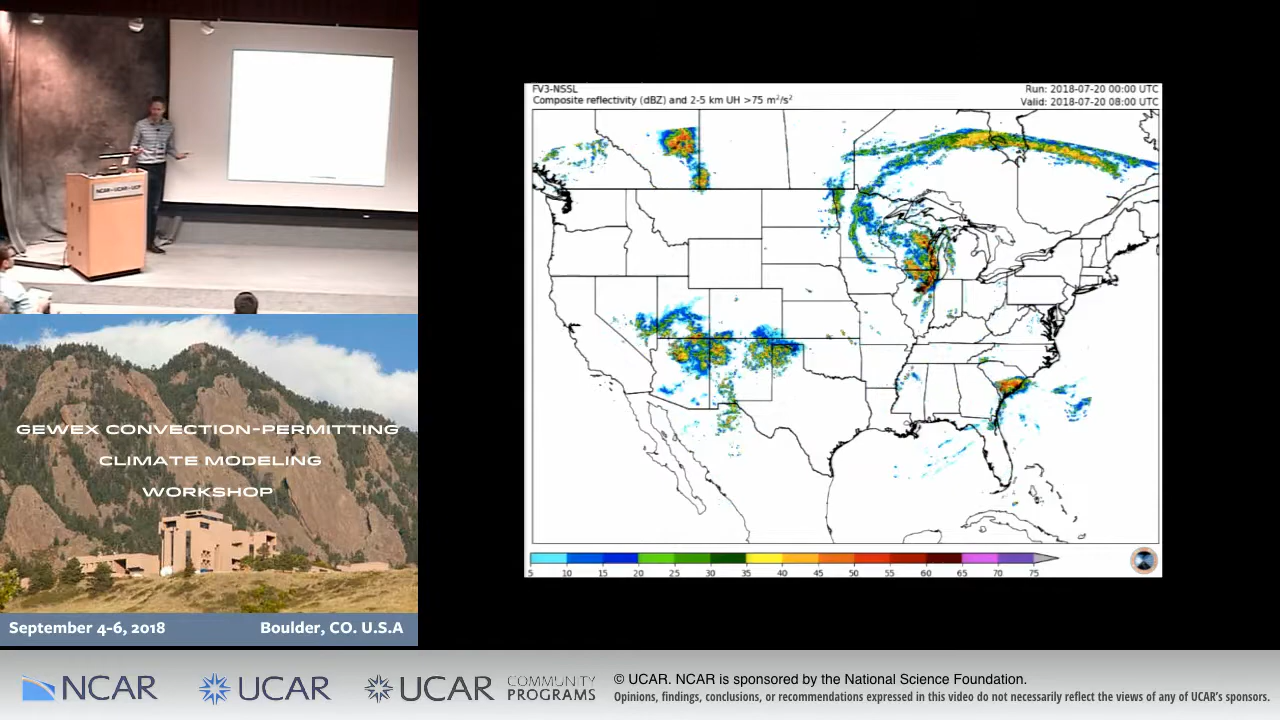 NCAR-UCAR-UCP
GEWEX CONVECTION-PERMITTING
CLIMATE MODELING
WORKSHOP
September 4-6, 2018
Boulder, CO. U.S.A
FV3-NSSL
Composite reflectivity (dBZ) and 2-5 km UH >75 m²/s²
Run: 2018-07-20 00:00 UTC
Valid: 2018-07-20 08:00 UTC
5 10 15 20 25 30 35 40 45 50 55 60 65 70 75
NCAR
UCAR
UCAR
COMMUNITY
PROGRAMS
© UCAR. NCAR is sponsored by the National Science Foundation.
Opinions, findings, conclusions, or recommendations expressed in this video do not necessarily reflect the views of any of UCAR's sponsors.